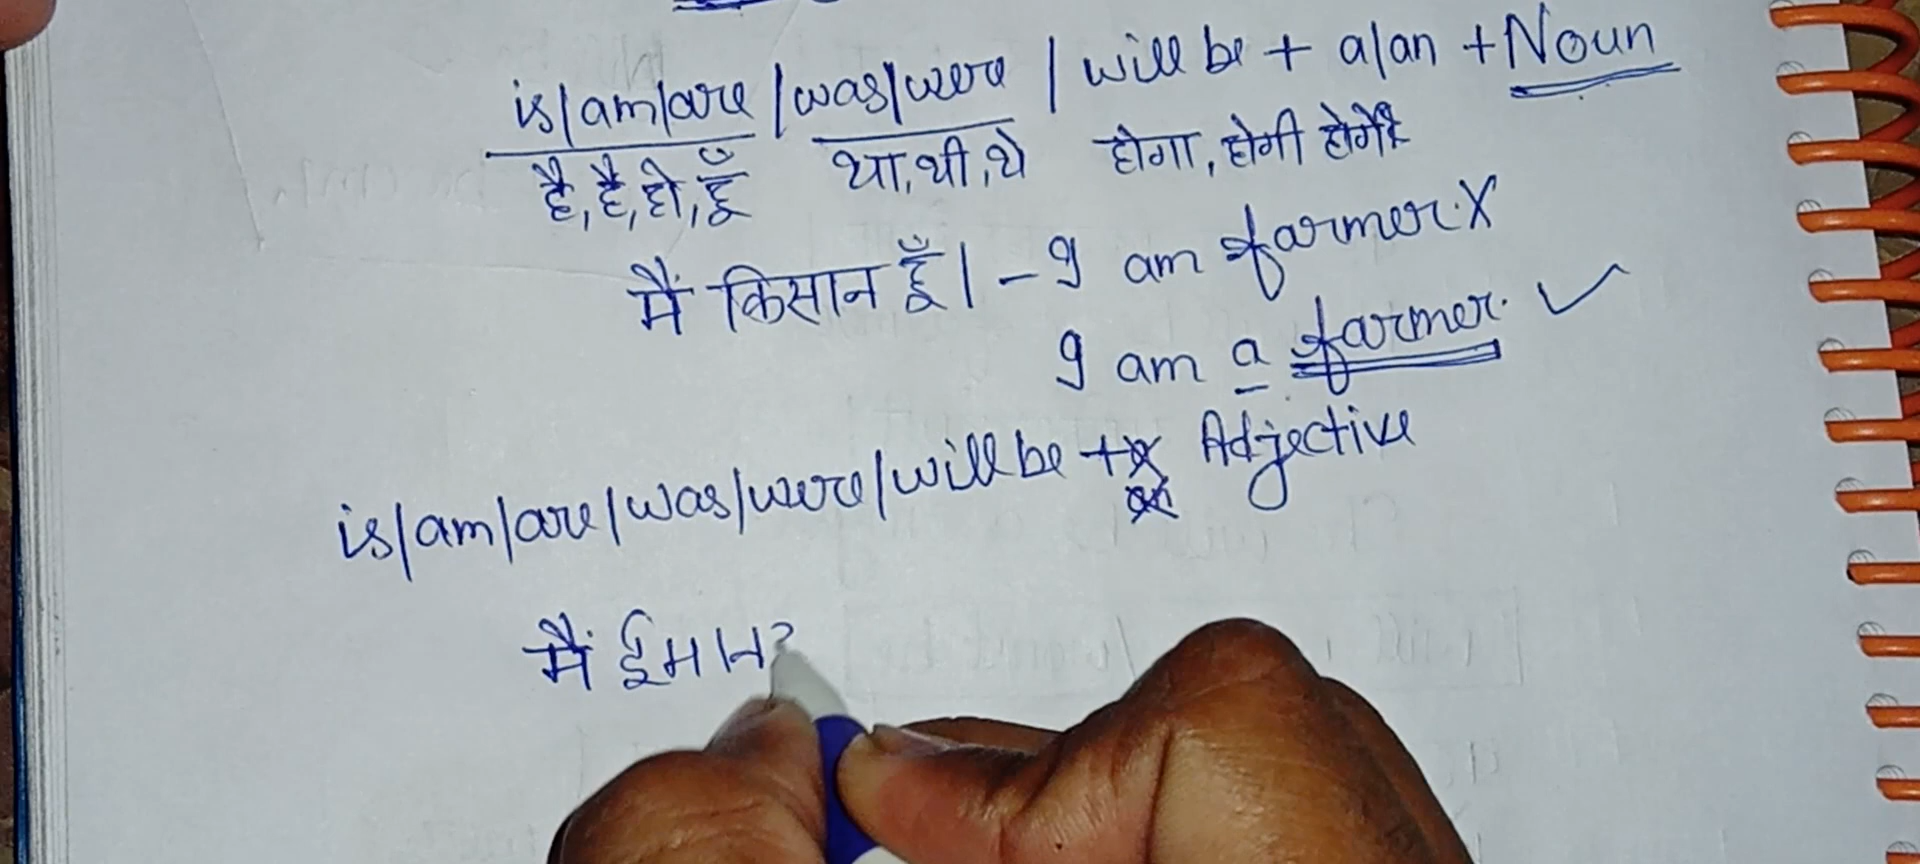 is/am/are/was/were/will be + a/an + Noun
है, है, हो, हूँ था, थी, थे होगा, होगी होगें
मैं किसान हूँ। - I am farmer. X
I am a farmer. ✓
is/am/are/was/were/will be + Adjective
मैं